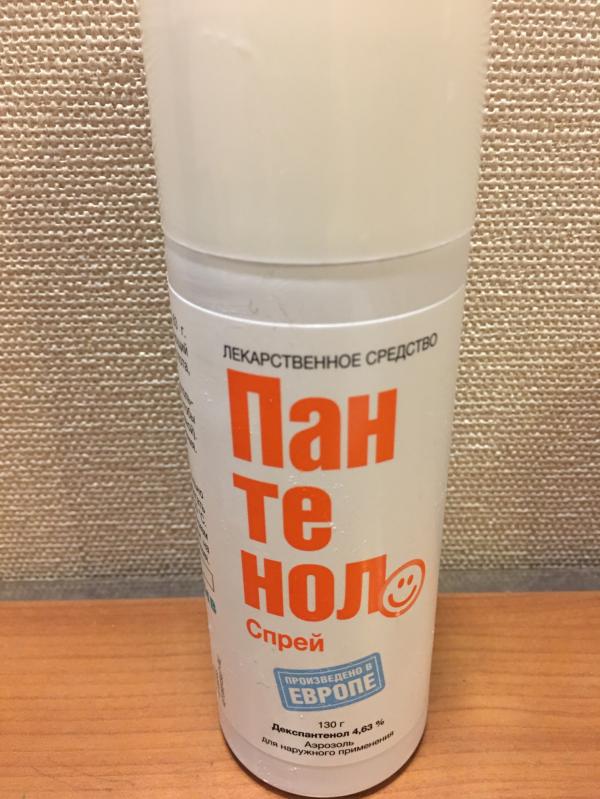 ЛЕКАРСТВЕННОЕ СРЕДСТВО
Пан
те
нол
Спрей
ПРОИЗВЕДЕНО В
ЕВРОПЕ
130 г
Декспантенол 4,63 %
Аэрозоль
для наружного применения